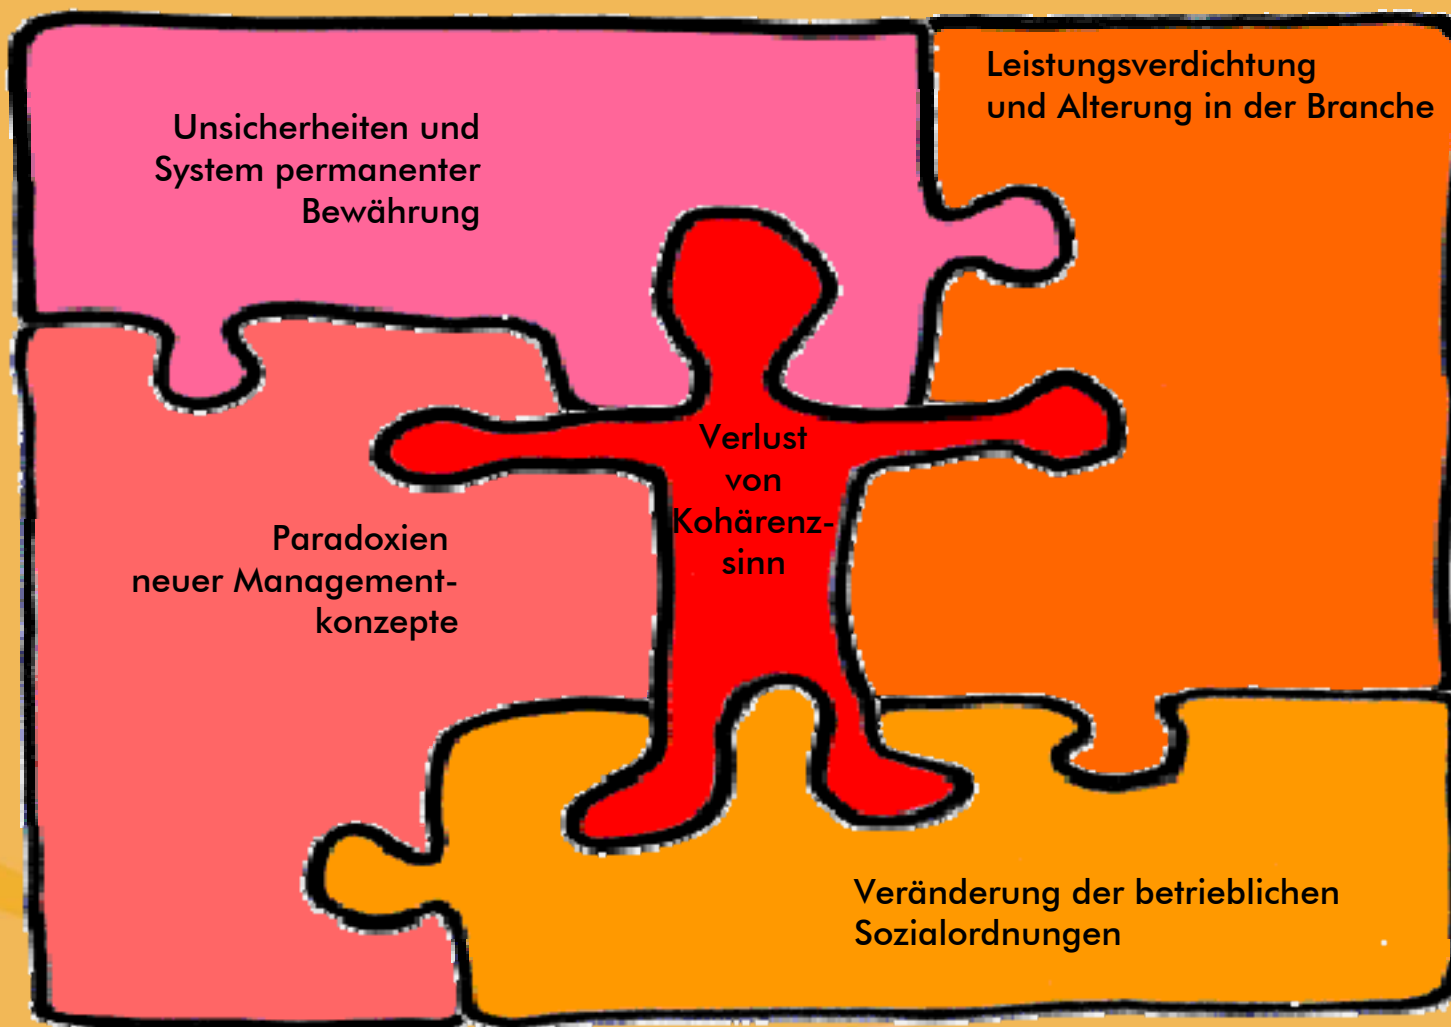 Unsicherheiten und
System permanenter
Bewährung
Leistungsverdichtung
und Alterung in der Branche
Verlust
von
Kohärenz-
sinn
Paradoxien
neuer Management-
konzepte
Veränderung der betrieblichen
Sozialordnungen